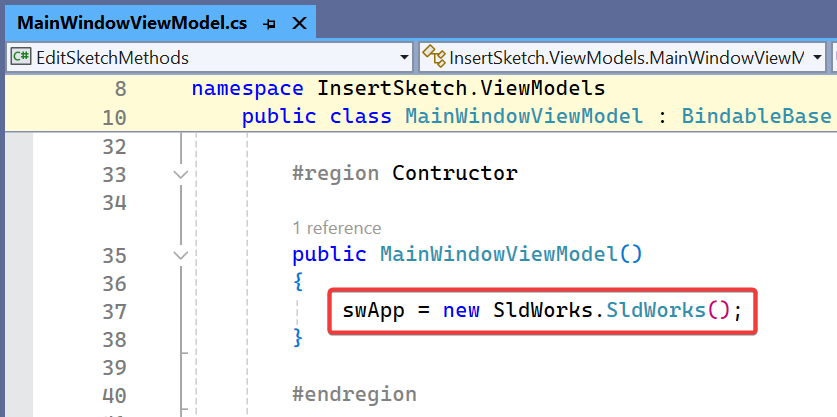 MainWindowViewModel.cs
C# EditSketchMethods
InsertSketch.ViewModels.MainWindowViewM
8 namespace InsertSketch.ViewModels
10 public class MainWindowViewModel : BindableBase
32
33 #region Contructor
34
1 reference
35 public MainWindowViewModel()
36 {
37 swApp = new SldWorks.SldWorks();
38 }
39
40 #endregion